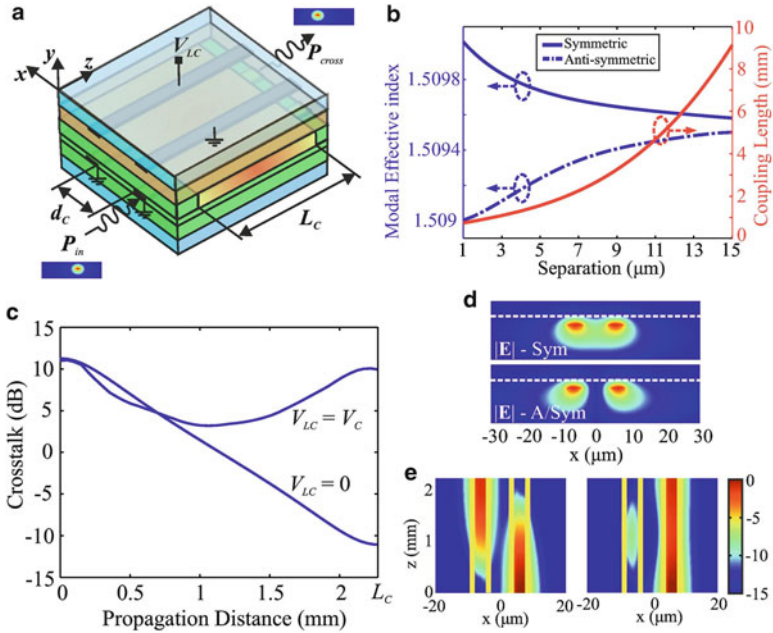 a
x
y
z
V_LC
P_cross
d_C
P_in
L_C
b
Modal Effective index
1.5098
1.5094
1.509
Symmetric
Anti-symmetric
10
8
6
4
2
0
Coupling Length (mm)
1 3 5 7 9 11 13 15
Separation (μm)
c
Crosstalk (dB)
15
10
5
0
-5
-10
-15
V_LC = V_C
V_LC = 0
0 0.5 1 1.5 2 L_C
Propagation Distance (mm)
d
|E| - Sym
|E| - A/Sym
-30 -20 -10 0 10 20 30
x (μm)
e
z (mm)
2
1
0
-20 0 20
x (μm)
-20 0 20
x (μm)
0
-5
-10
-15